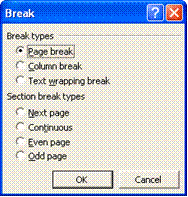 Break
Break types
Page break
Column break
Text wrapping break
Section break types
Next page
Continuous
Even page
Odd page
OK Cancel